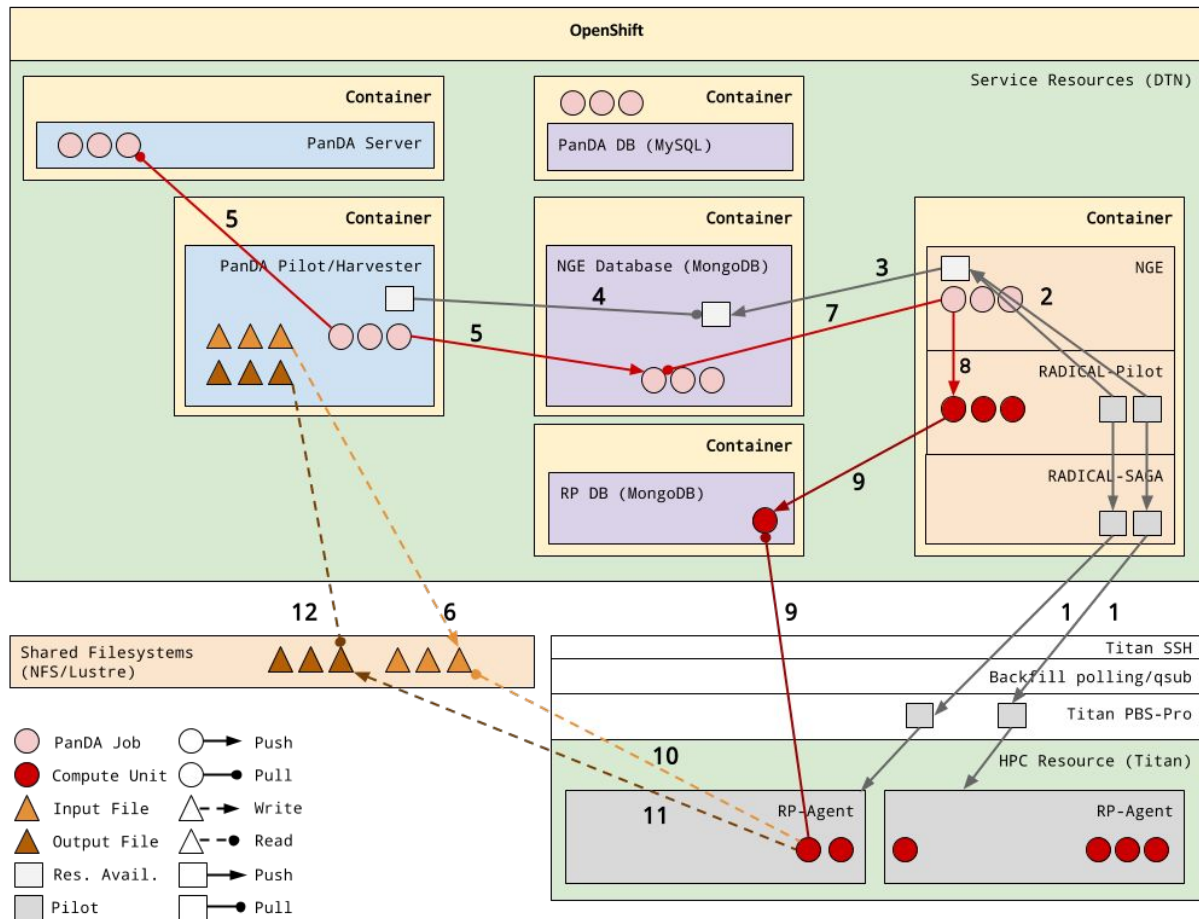 OpenShift
Service Resources (DTN)
Container
PanDA Server
Container
PanDA DB (MySQL)
5
Container
PanDA Pilot/Harvester
Container
NGE Database (MongoDB)
Container
NGE
3
4
2
7
5
8
RADICAL-Pilot
Container
RP DB (MongoDB)
9
RADICAL-SAGA
12
6
9
1
1
Shared Filesystems
(NFS/Lustre)
Titan SSH
Backfill polling/qsub
Titan PBS-Pro
HPC Resource (Titan)
10
11
RP-Agent
RP-Agent
PanDA Job
Push
Compute Unit
Pull
Input File
Write
Output File
Read
Res. Avail.
Push
Pilot
Pull